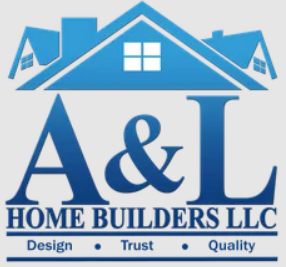 A&L
HOME BUILDERS LLC
Design • Trust • Quality